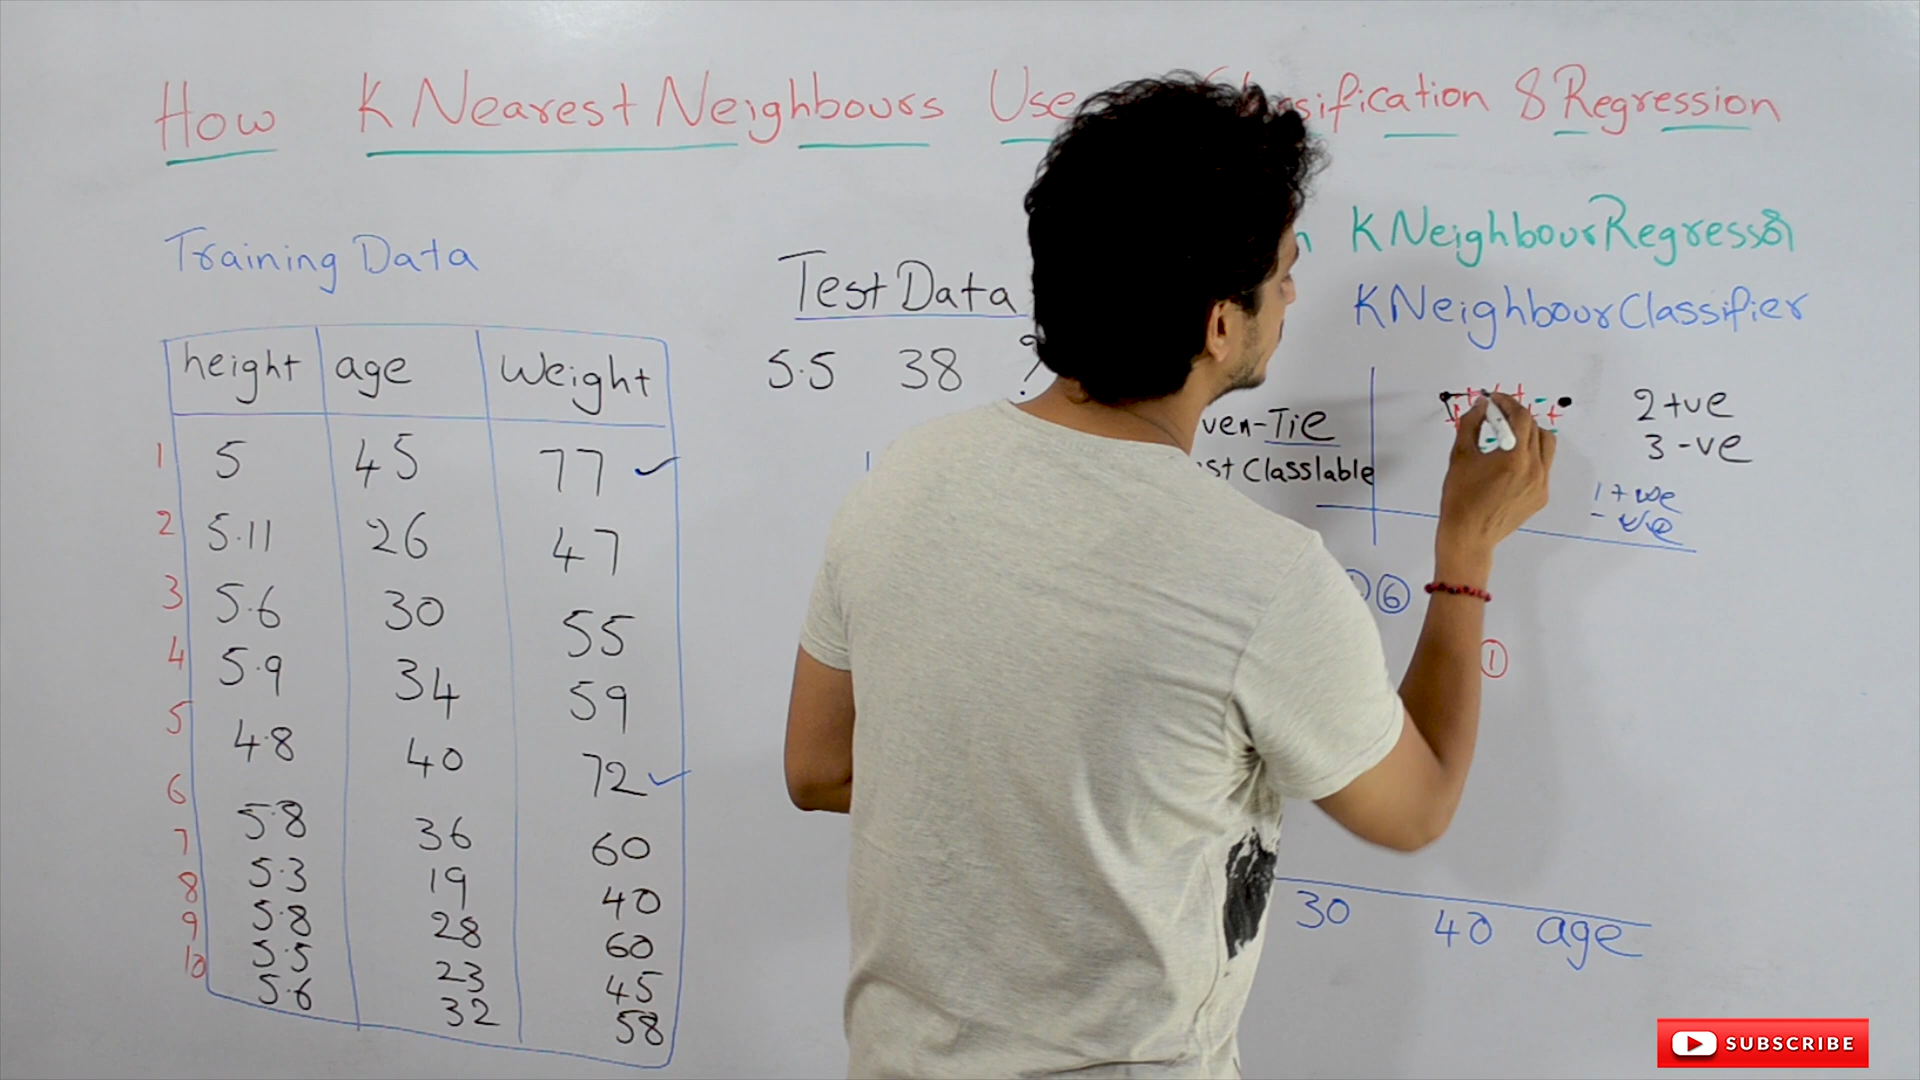 How K Nearest Neighbours Use sification & Regression
Training Data
Test Data
KNeighbourRegressor
KNeighbourClassifier
height age Weight
5.5 38 ?
1 5 45 77
2 5.11 26 47
3 5.6 30 55
4 5.9 34 59
5 4.8 40 72
6 5.8 36 60
7 5.3 19 40
8 5.8 28 60
9 5.5 23 45
10 5.6 32 58
ven-Tie
st Classlable
2 +ve
3 -ve
1 + ve
- ve
6
1
30 40 age
SUBSCRIBE